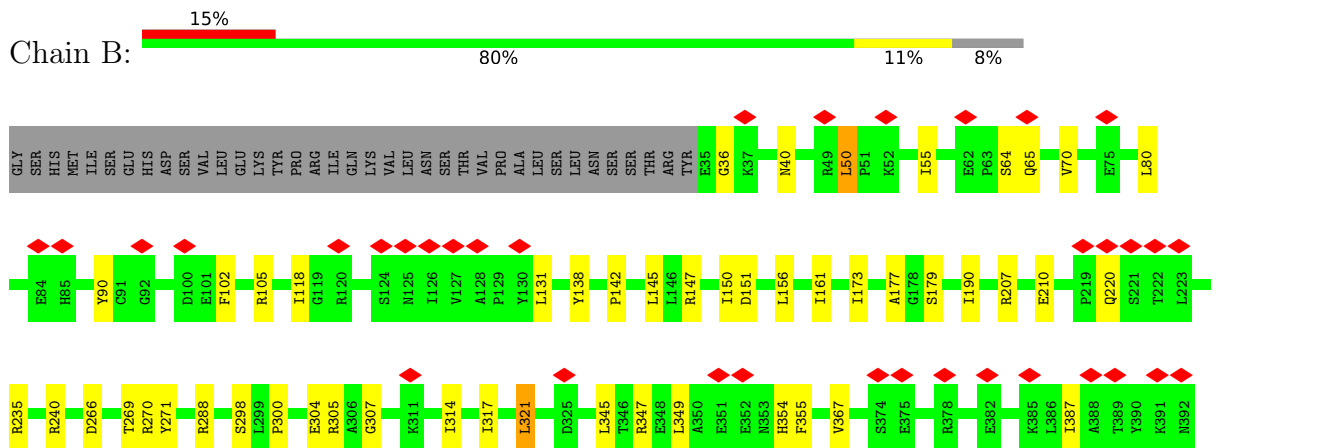 15%
Chain B:
80% 11% 8%
GLY SER HIS MET ILE SER GLU HIS ASP SER VAL LEU GLU LYS TYR PRO ARG ILE GLN LYS VAL LEU ASN SER THR VAL PRO ALA LEU SER LEU ASN SER SER THR ARG TYR E35 G36 K37 N40 R49 L50 P51 K52 I55 E62 P63 S64 Q65 V70 E75 L80
E84 H85 Y90 C91 G92 D100 E101 F102 R105 I118 G119 R120 S124 N125 I126 V127 A128 P129 Y130 L131 Y138 P142 L145 L146 R147 I150 D151 L156 I161 I173 A177 G178 S179 I190 R207 E210 P219 Q220 S221 T222 L223
R235 R240 D266 T269 R270 Y271 R288 S298 L299 P300 E304 R305 A306 G307 K311 I314 I317 L321 D325 L345 T346 R347 E348 L349 A350 E351 E352 N353 H354 F355 V367 S374 E375 R378 E382 K385 L386 I387 A388 T389 Y390 K391 N392